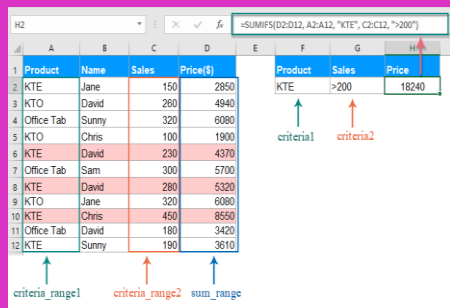 H2 =SUMIFS(D2:D12, A2:A12, "KTE", C2:C12, ">200")
A B C D E F G H
1 Product Name Sales Price($) Product Sales Price
2 KTE Jane 150 2850 KTE >200 18240
3 KTO David 260 4940
4 Office Tab Sunny 320 6080
5 KTO Chris 100 1900
6 KTE David 230 4370
7 Office Tab Sam 300 5700
8 KTE David 280 5320
9 KTO Jane 320 6080
10 KTE Chris 450 8550
11 Office Tab David 180 3420
12 KTE Sunny 190 3610
criteria1 criteria2
criteria_range1 criteria_range2 sum_range